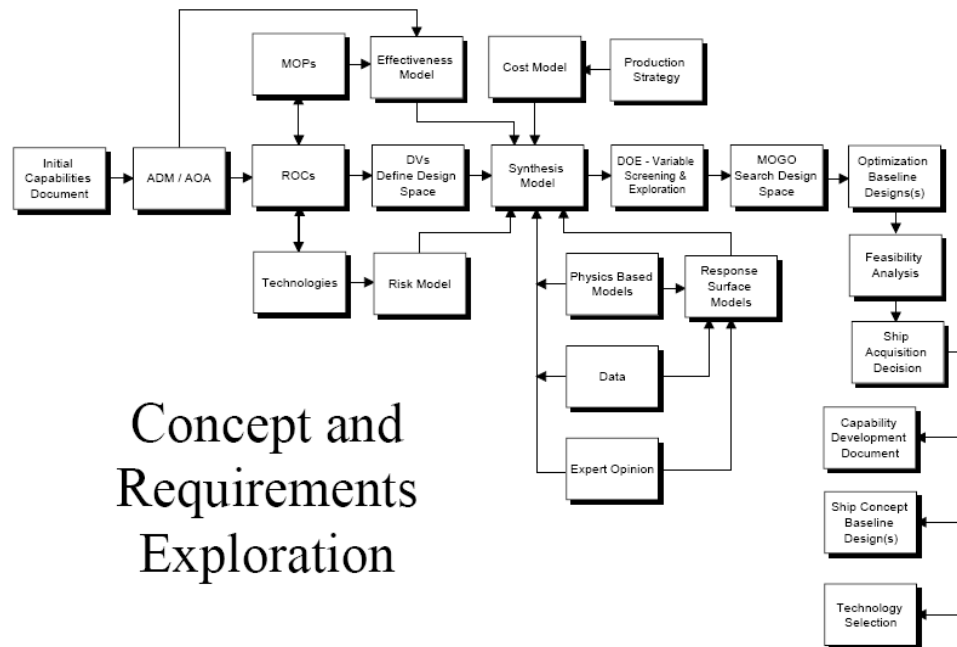 MOPs
Effectiveness
Model
Cost Model
Production
Strategy
Initial
Capabilities
Document
ADM / AOA
ROCs
DVs
Define Design
Space
Synthesis
Model
DOE - Variable
Screening &
Exploration
MOGO
Search Design
Space
Optimization
Baseline
Designs(s)
Technologies
Risk Model
Physics Based
Models
Response
Surface
Models
Feasibility
Analysis
Data
Ship
Acquisition
Decision
Expert Opinion
Capability
Development
Document
Ship Concept
Baseline
Design(s)
Technology
Selection
Concept and
Requirements
Exploration